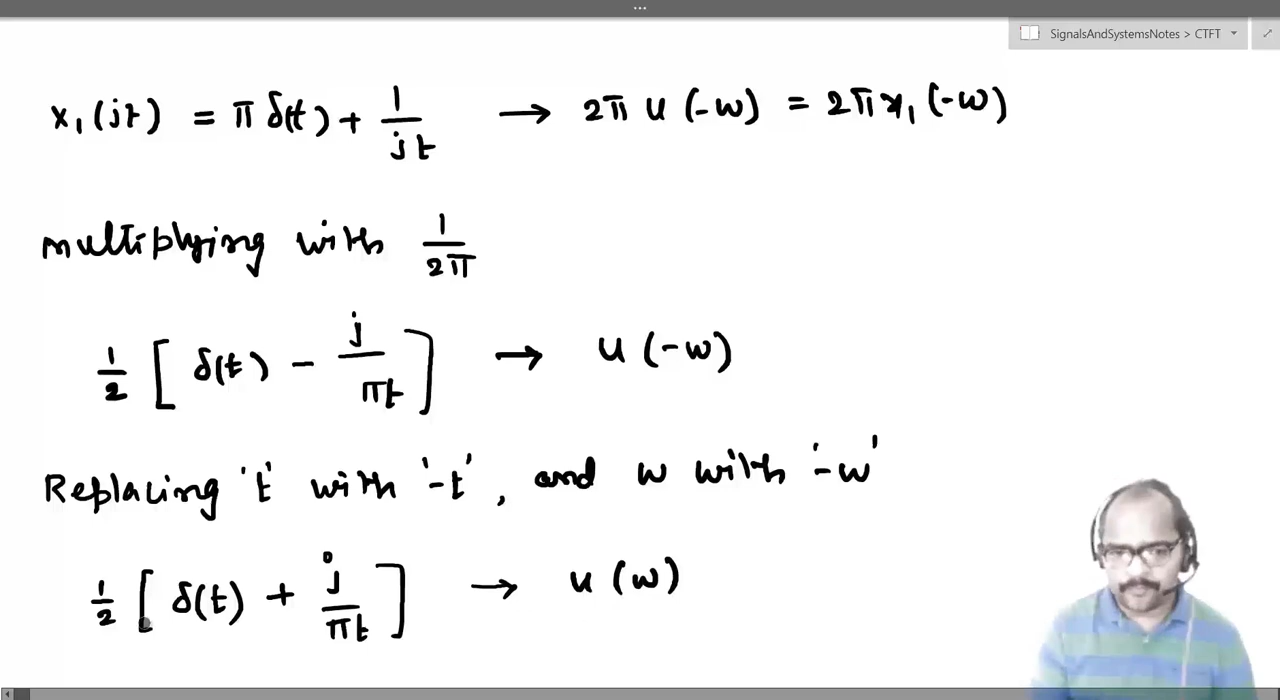 ...
SignalsAndSystemsNotes > CTFT
x₁(jt) = π δ(t) + 1/jt → 2π u(-w) = 2π x₁(-w)
multiplying with 1/2π
1/2 [ δ(t) - j/πt ] → u(-w)
Replacing 't' with '-t', and w with '-w'
1/2 [ δ(t) + j/πt ] → u(w)